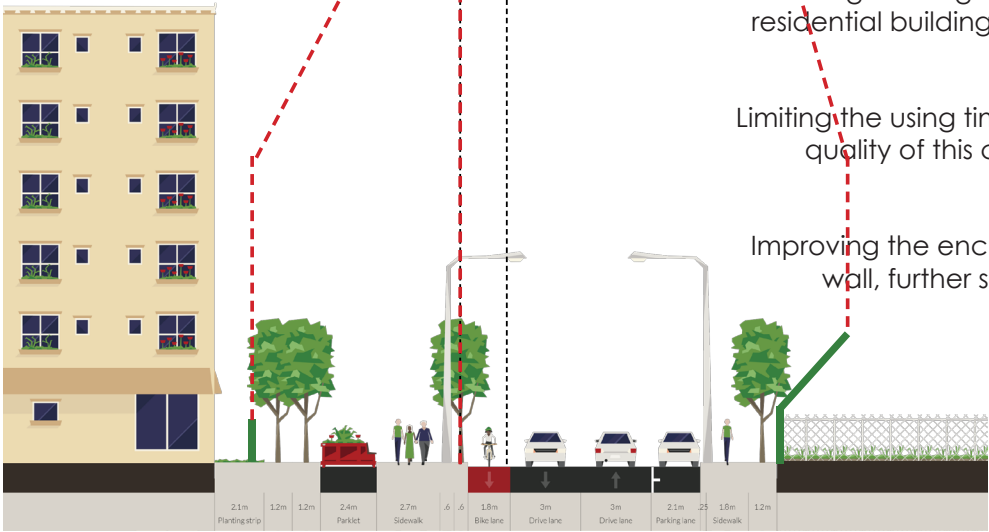 residential building
Limiting the using tim
quality of this
Improving the enc
wall, further s
2.1m 1.2m 1.2m 2.4m 2.7m .6 .6 1.8m 3m 3m 2.1m .25 1.8m 1.2m
Planting strip Parklet Sidewalk Bike lane Drive lane Drive lane Parking lane Sidewalk